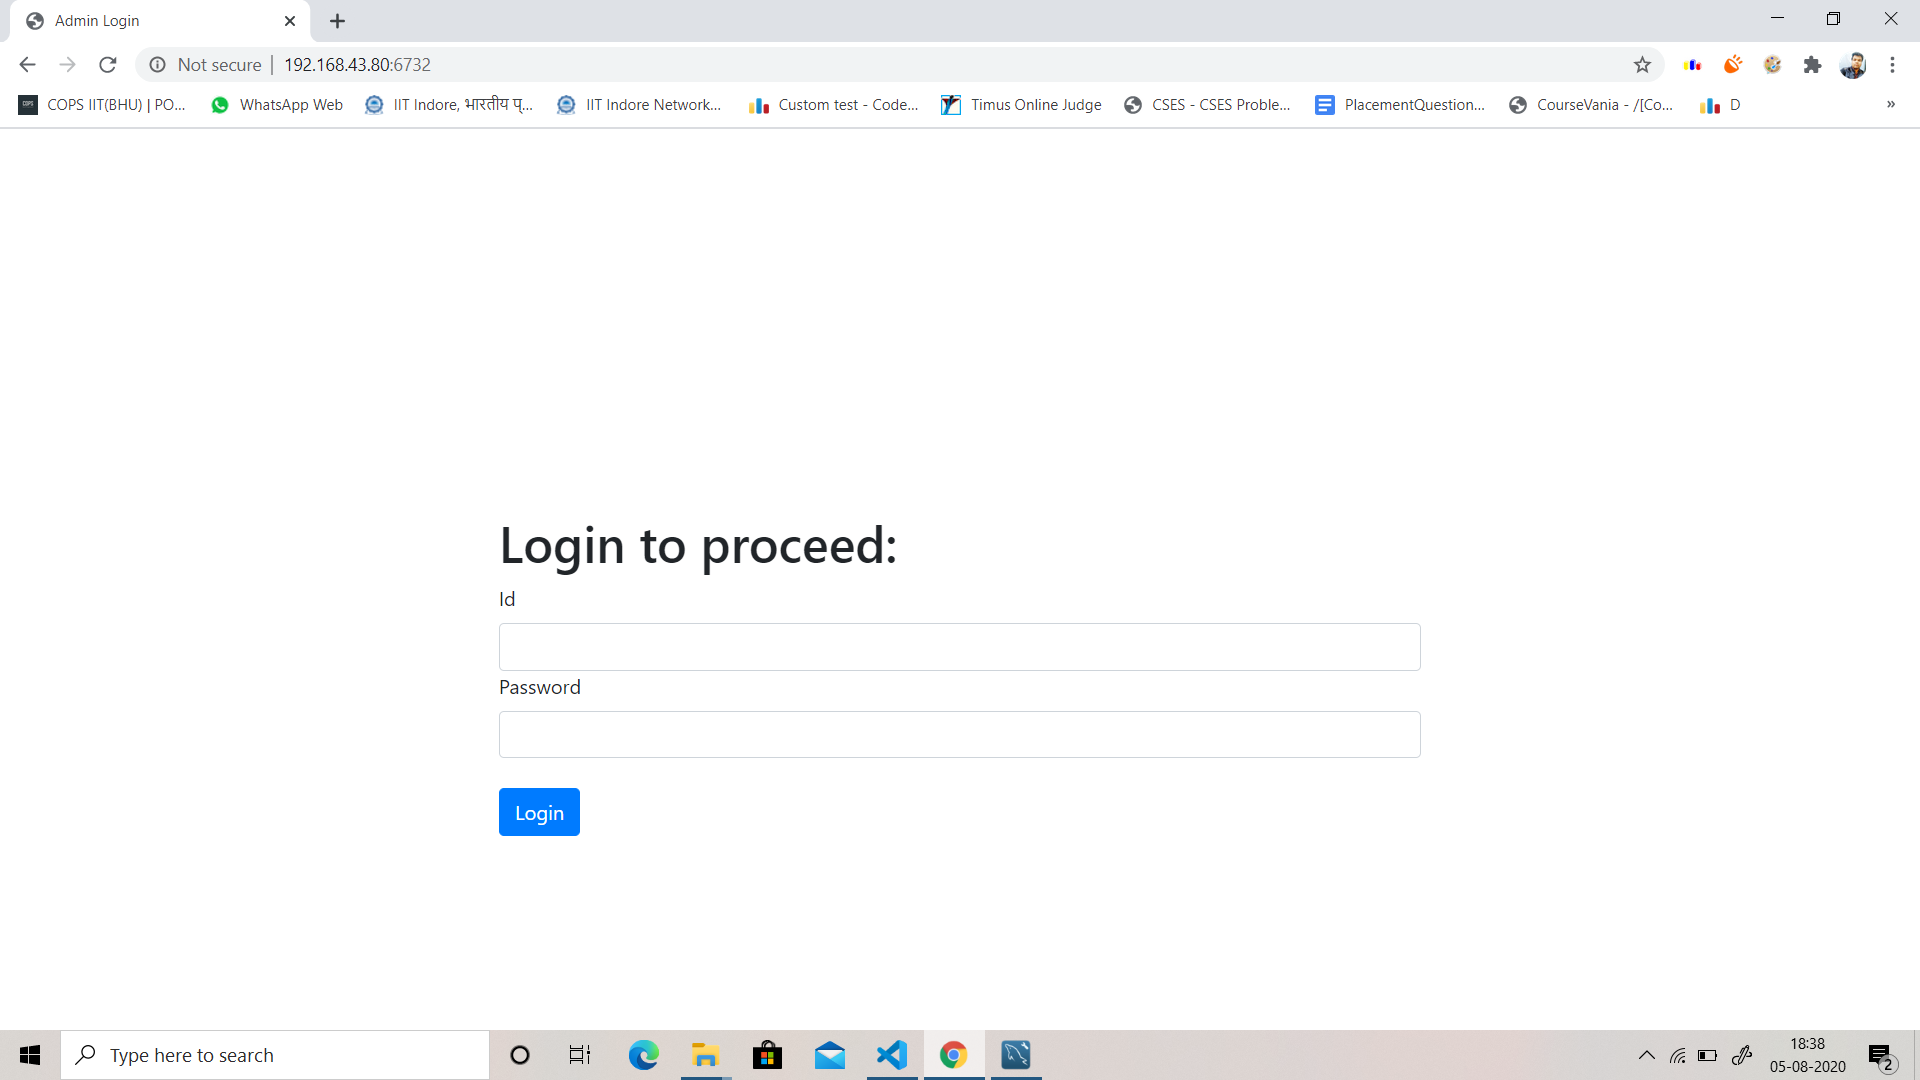 Admin Login
Not secure | 192.168.43.80:6732
COPS IIT(BHU) | PO... WhatsApp Web IIT Indore, भारतीय प्... IIT Indore Network... Custom test - Code... Timus Online Judge CSES - CSES Proble... PlacementQuestion... CourseVania - /[Co... D »
Login to proceed:
Id
Password
Login
Type here to search
18:38
05-08-2020
2